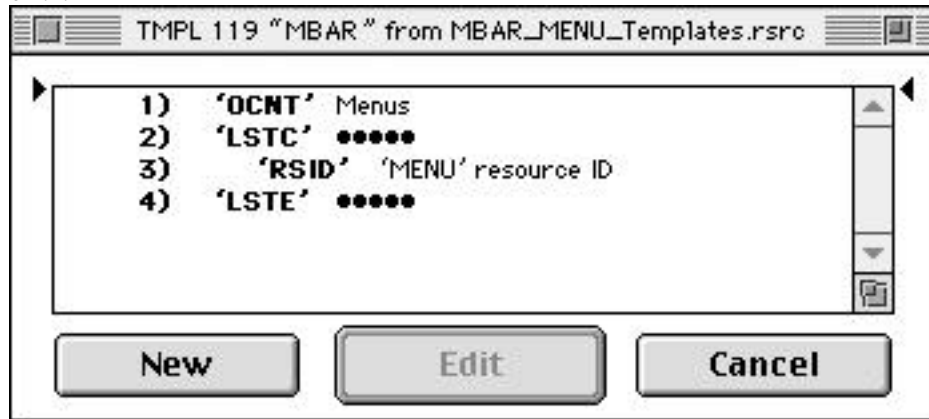 TMPL 119 “MBAR” from MBAR_MENU_Templates.rsrc
1) ‘OCNT’ Menus
2) ‘LSTC’ •••••
3) ‘RSID’ ‘MENU’ resource ID
4) ‘LSTE’ •••••
New Edit Cancel